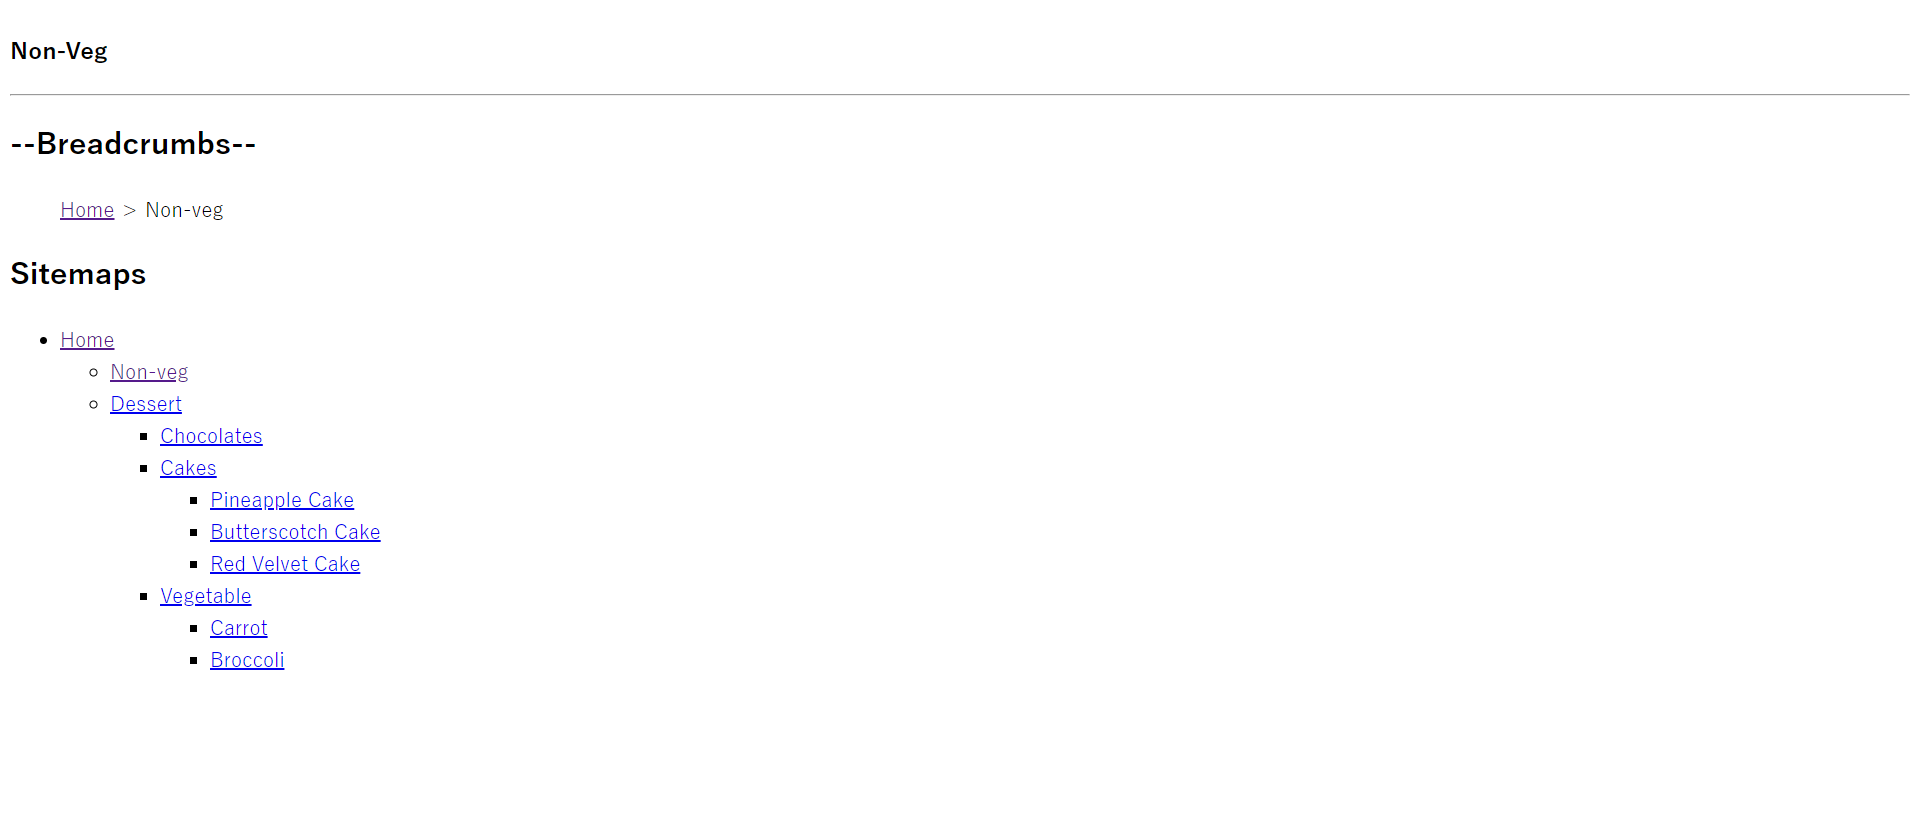 Non-Veg
--Breadcrumbs--
Home > Non-veg
Sitemaps
Home
Non-veg
Dessert
Chocolates
Cakes
Pineapple Cake
Butterscotch Cake
Red Velvet Cake
Vegetable
Carrot
Broccoli